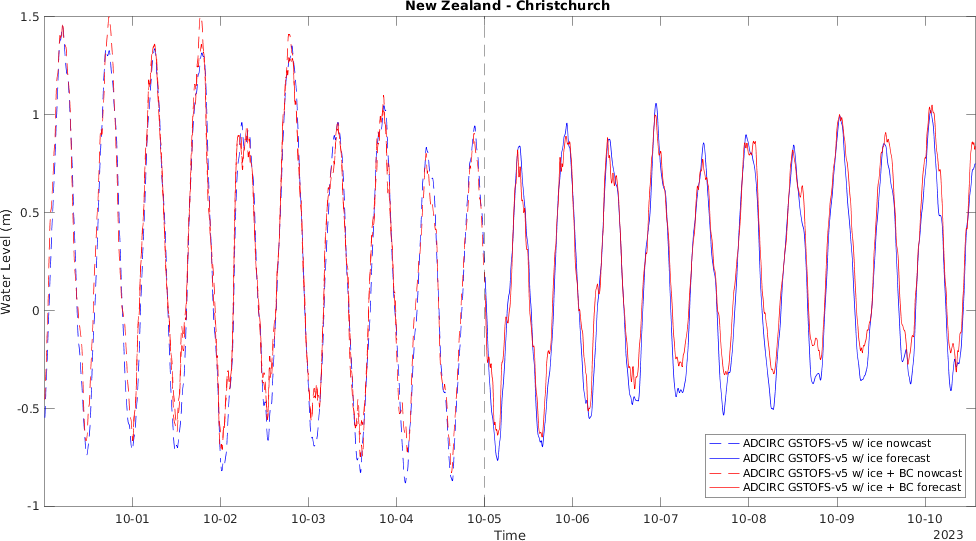 New Zealand - Christchurch
1.5
1
0.5
0
-0.5
-1
Water Level (m)
10-01 10-02 10-03 10-04 10-05 10-06 10-07 10-08 10-09 10-10
Time
2023
ADCIRC GSTOFS-v5 w/ ice nowcast
ADCIRC GSTOFS-v5 w/ ice forecast
ADCIRC GSTOFS-v5 w/ ice + BC nowcast
ADCIRC GSTOFS-v5 w/ ice + BC forecast